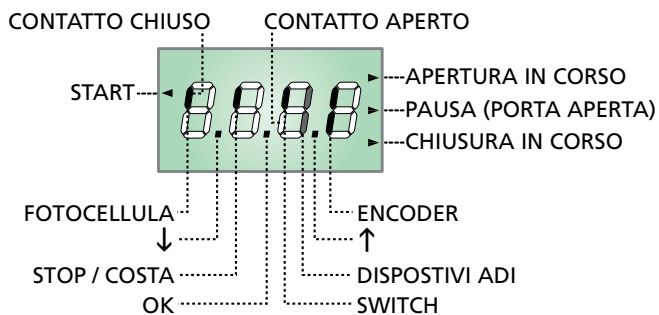 CONTATTO CHIUSO CONTATTO APERTO
START
APERTURA IN CORSO
PAUSA (PORTA APERTA)
CHIUSURA IN CORSO
FOTOCELLULA ENCODER
↓ ↑
STOP / COSTA DISPOSTIVI ADI
OK SWITCH